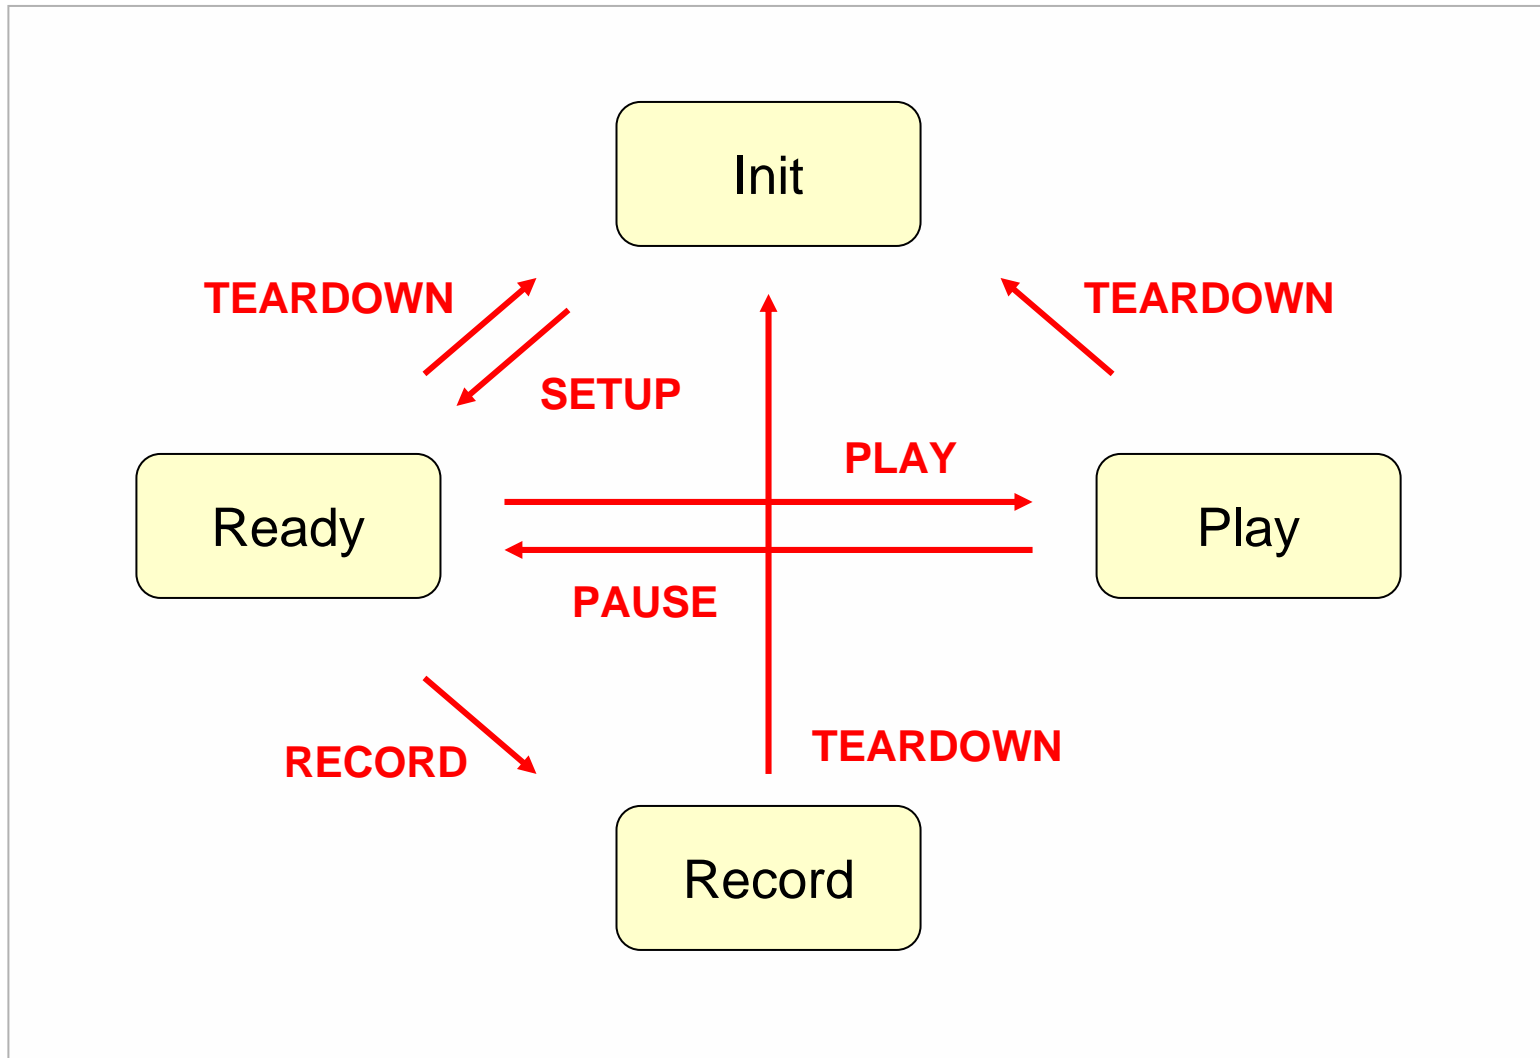 Init
TEARDOWN
TEARDOWN
SETUP
PLAY
Ready
Play
PAUSE
RECORD
TEARDOWN
Record